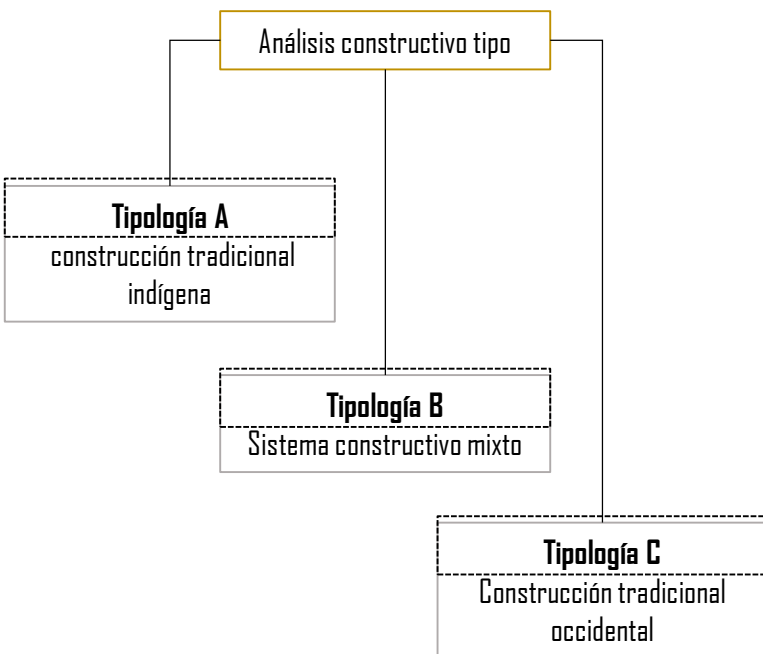 Análisis constructivo tipo
Tipología A
construcción tradicional
indígena
Tipología B
Sistema constructivo mixto
Tipología C
Construcción tradicional
occidental